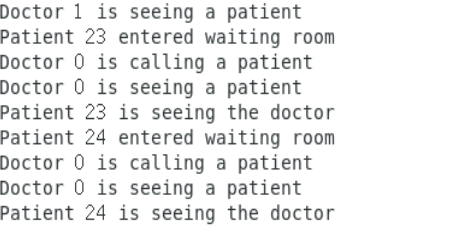 Doctor 1 is seeing a patient
Patient 23 entered waiting room
Doctor 0 is calling a patient
Doctor 0 is seeing a patient
Patient 23 is seeing the doctor
Patient 24 entered waiting room
Doctor 0 is calling a patient
Doctor 0 is seeing a patient
Patient 24 is seeing the doctor